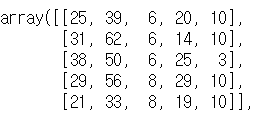 array([[25, 39,  6, 20, 10],
       [31, 62,  6, 14, 10],
       [38, 50,  6, 25,  3],
       [29, 56,  8, 29, 10],
       [21, 33,  8, 19, 10]],